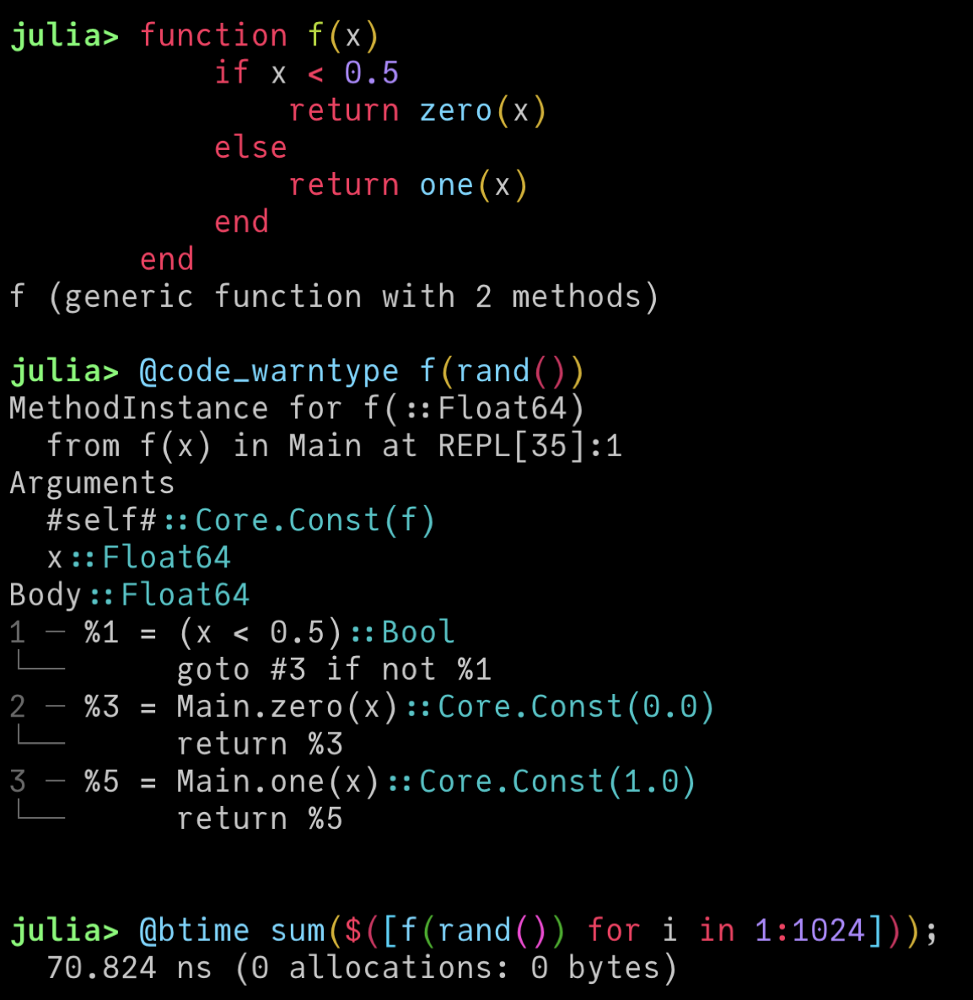 julia> function f(x)
           if x < 0.5
               return zero(x)
           else
               return one(x)
           end
       end
f (generic function with 2 methods)

julia> @code_warntype f(rand())
MethodInstance for f(::Float64)
  from f(x) in Main at REPL[35]:1
Arguments
  #self#::Core.Const(f)
  x::Float64
Body::Float64
1 ─ %1 = (x < 0.5)::Bool
└──      goto #3 if not %1
2 ─ %3 = Main.zero(x)::Core.Const(0.0)
└──      return %3
3 ─ %5 = Main.one(x)::Core.Const(1.0)
└──      return %5

julia> @btime sum($([f(rand()) for i in 1:1024]));
  70.824 ns (0 allocations: 0 bytes)